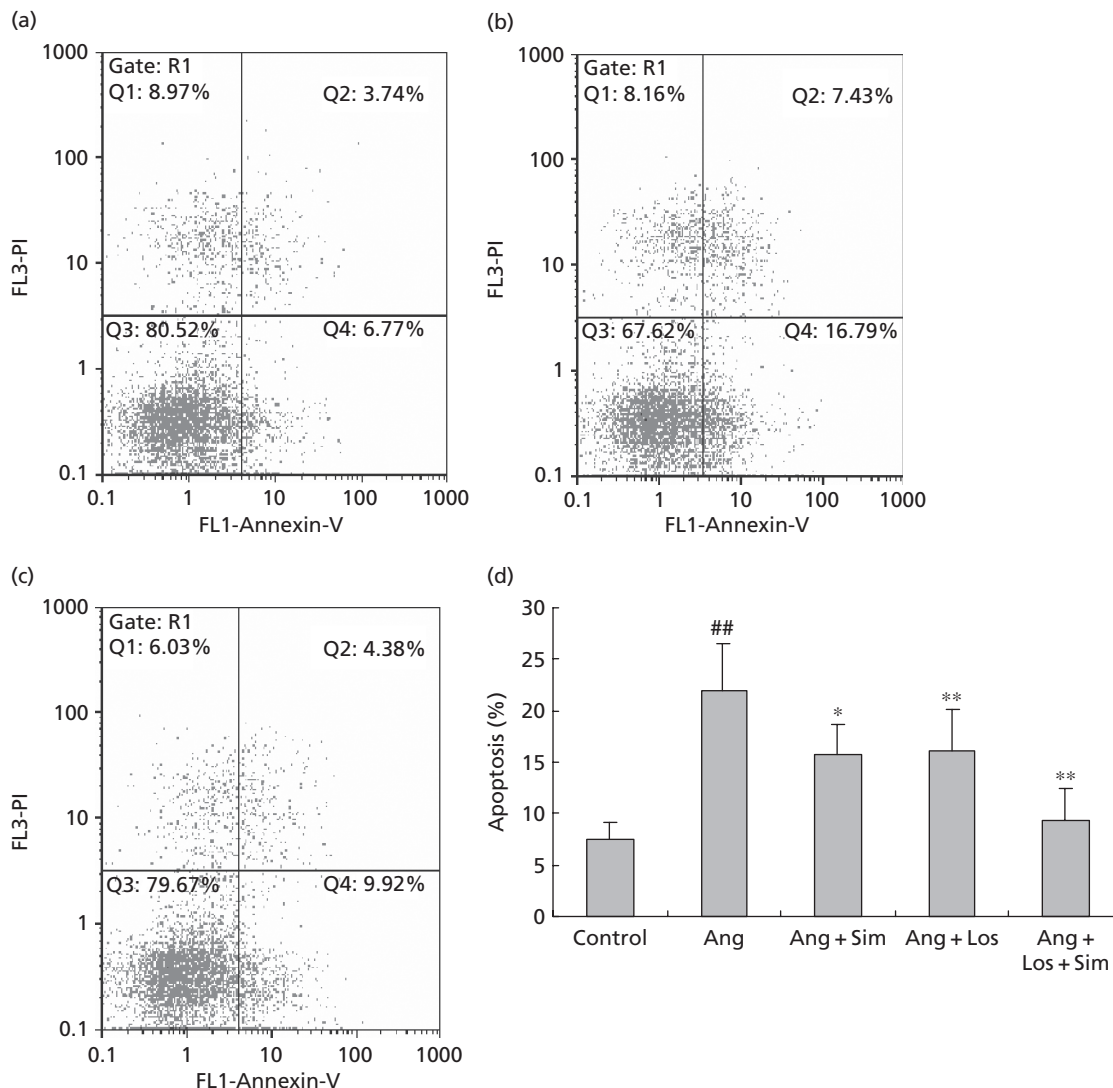 (a)
1000
Gate: R1
Q1: 8.97%
Q2: 3.74%
100
FL3-PI
10
Q3: 80.52%
Q4: 6.77%
1
0.1
0.1 1 10 100 1000
FL1-Annexin-V
(b)
1000
Gate: R1
Q1: 8.16%
Q2: 7.43%
100
FL3-PI
10
Q3: 67.62%
Q4: 16.79%
1
0.1
0.1 1 10 100 1000
FL1-Annexin-V
(c)
1000
Gate: R1
Q1: 6.03%
Q2: 4.38%
100
FL3-PI
10
Q3: 79.67%
Q4: 9.92%
1
0.1
0.1 1 10 100 1000
FL1-Annexin-V
(d)
30
25
20
15
10
5
0
Apoptosis (%)
##
*
**
**
Control Ang Ang + Sim Ang + Los Ang +
Los + Sim